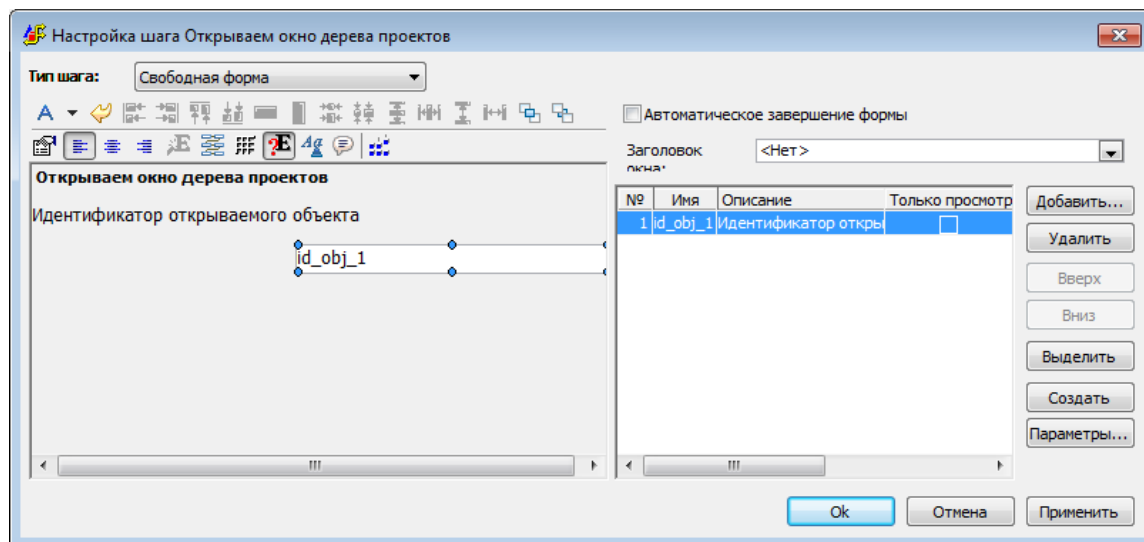 Настройка шага Открываем окно дерева проектов
Тип шага: Свободная форма
Автоматическое завершение формы
Заголовок окна: <Нет>
Открываем окно дерева проектов
Идентификатор открываемого объекта
id_obj_1
№ Имя Описание Только просмотр
1 id_obj_1 Идентификатор откры
Добавить...
Удалить
Вверх
Вниз
Выделить
Создать
Параметры...
Ok Отмена Применить